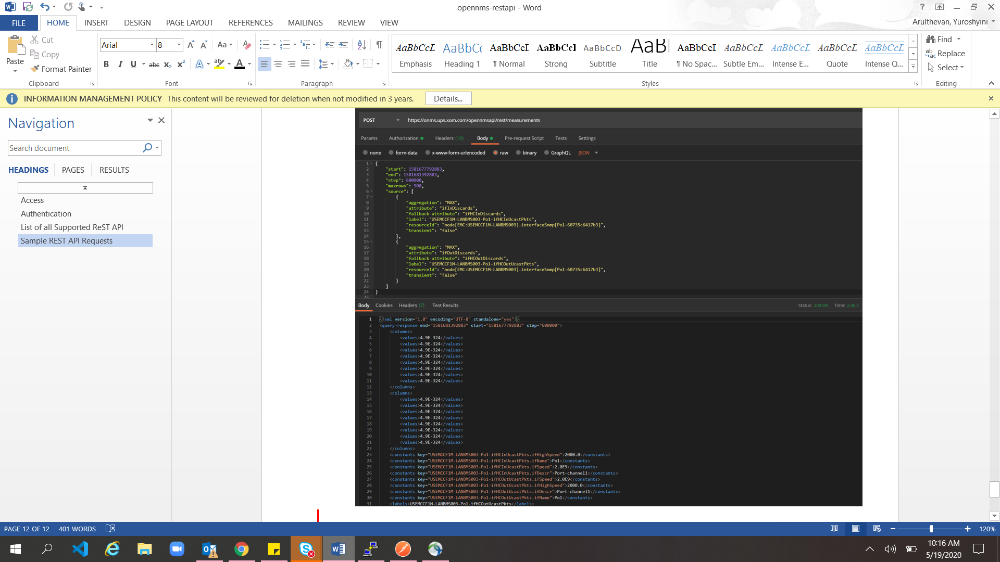 opennms-restapi - Word
?
FILE
HOME
INSERT
DESIGN
PAGE LAYOUT
REFERENCES
MAILINGS
REVIEW
VIEW
Arulthevan, Yuroshyini
Paste
Cut
Copy
Format Painter
Clipboard
Arial
8
Aa
B I U abc x₂ x²
A
Font
Paragraph
AaBbCcL Emphasis
AaBbCc Heading 1
AaBbCcI ¶ Normal
AaBbCcI Strong
AaBbCcD Subtitle
AaBI Title
AaBbCcI ¶ No Spac...
AaBbCcL Subtle Em...
AaBbCcL Intense E...
AaBbCcL Quote
AaBbCcL Intense Q...
Styles
Find
Replace
Select
Editing
INFORMATION MANAGEMENT POLICY This content will be reviewed for deletion when not modified in 3 years.
Details...
Navigation
Search document
HEADINGS
PAGES
RESULTS
Access
Authentication
List of all Supported ReST API
Sample REST API Requests
POST
https://onms.ups.xom.com/opennmsapi/rest/measurements
Params Authorization Headers (10) Body Pre-request Script Tests Settings
none form-data x-www-form-urlencoded raw binary GraphQL JSON
1 {
2 "start": 1581677792883,
3 "end": 1581681392883,
4 "step": 600000,
5 "maxrows": 500,
6 "source": [
7 {
8 "aggregation": "MAX",
9 "attribute": "ifInDiscards",
10 "fallback-attribute": "ifHCInDiscards",
11 "label": "USEMCCF1M-LANBMS003-Po1-ifHCInUcastPkts",
12 "resourceId": "node[EMC:USEMCCF1M-LANBMS003].interfaceSnmp[Po1-60735c6417b3]",
13 "transient": "false"
14 },
15 {
16 "aggregation": "MAX",
17 "attribute": "ifOutDiscards",
18 "fallback-attribute": "ifHCOutDiscards",
19 "label": "USEMCCF1M-LANBMS003-Po1-ifHCOutUcastPkts",
20 "resourceId": "node[EMC:USEMCCF1M-LANBMS003].interfaceSnmp[Po1-60735c6417b3]",
21 "transient": "false"
22 }
23 ]
24 }
25
Body Cookies Headers (7) Test Results Status: 200 OK Time: 2.46 s
1 <?xml version="1.0" encoding="UTF-8" standalone="yes"?>
2 <query-response end="1581681392883" start="1581677792883" step="600000">
3 <columns>
4 <values>4.9E-324</values>
5 <values>4.9E-324</values>
6 <values>4.9E-324</values>
7 <values>4.9E-324</values>
8 <values>4.9E-324</values>
9 <values>4.9E-324</values>
10 <values>4.9E-324</values>
11 <values>4.9E-324</values>
12 </columns>
13 <columns>
14 <values>4.9E-324</values>
15 <values>4.9E-324</values>
16 <values>4.9E-324</values>
17 <values>4.9E-324</values>
18 <values>4.9E-324</values>
19 <values>4.9E-324</values>
20 <values>4.9E-324</values>
21 <values>4.9E-324</values>
22 </columns>
23 <constants key="USEMCCF1M-LANBMS003-Po1-ifHCInUcastPkts.ifHighSpeed">2000.0</constants>
24 <constants key="USEMCCF1M-LANBMS003-Po1-ifHCInUcastPkts.ifName">Po1</constants>
25 <constants key="USEMCCF1M-LANBMS003-Po1-ifHCInUcastPkts.ifSpeed">2.0E9</constants>
26 <constants key="USEMCCF1M-LANBMS003-Po1-ifHCInUcastPkts.ifDescr">Port-channel1</constants>
27 <constants key="USEMCCF1M-LANBMS003-Po1-ifHCOutUcastPkts.ifSpeed">2.0E9</constants>
28 <constants key="USEMCCF1M-LANBMS003-Po1-ifHCOutUcastPkts.ifHighSpeed">2000.0</constants>
29 <constants key="USEMCCF1M-LANBMS003-Po1-ifHCOutUcastPkts.ifDescr">Port-channel1</constants>
30 <constants key="USEMCCF1M-LANBMS003-Po1-ifHCOutUcastPkts.ifName">Po1</constants>
31 <labels>USEMCCF1M-LANBMS003-Po1-ifHCOutUcastPkts</labels>
PAGE 12 OF 12
401 WORDS
120%
10:16 AM
5/19/2020